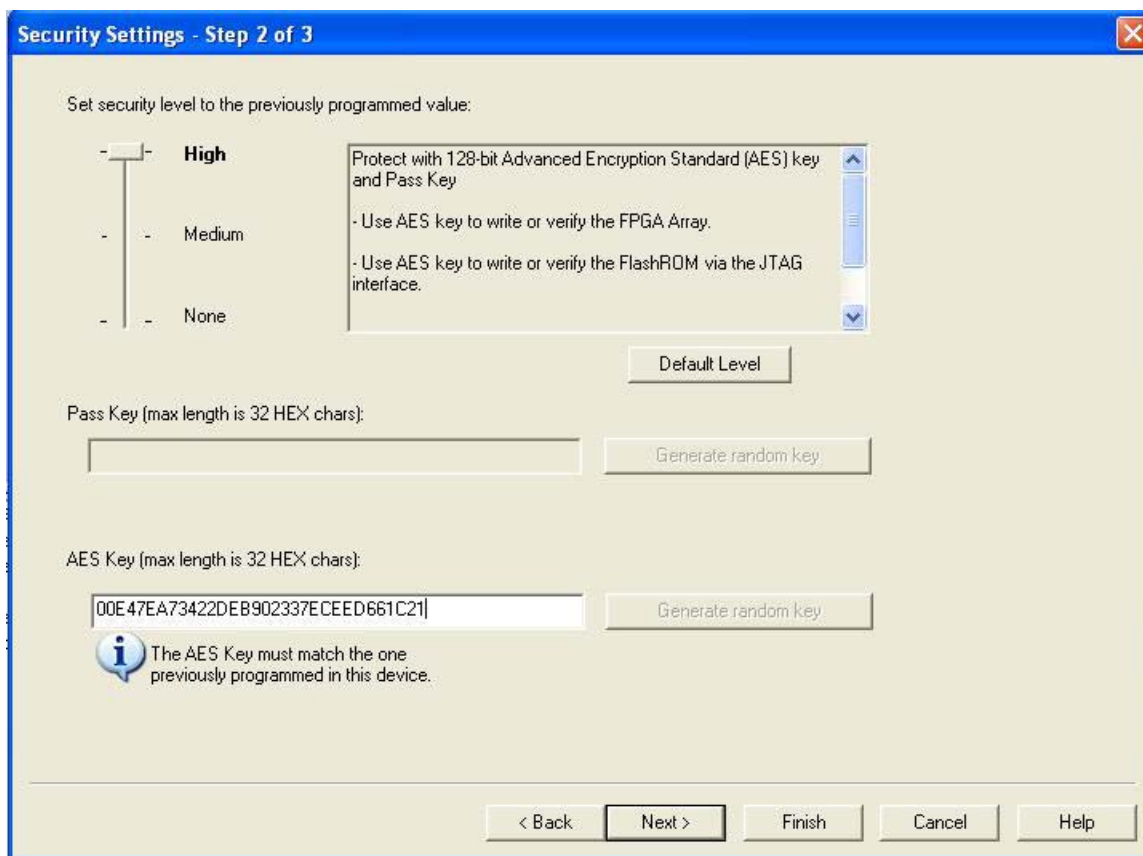 Security Settings - Step 2 of 3
Set security level to the previously programmed value:
High
Medium
None
Protect with 128-bit Advanced Encryption Standard (AES) key
and Pass Key
- Use AES key to write or verify the FPGA Array.
- Use AES key to write or verify the FlashROM via the JTAG
interface.
Default Level
Pass Key (max length is 32 HEX chars):
Generate random key
AES Key (max length is 32 HEX chars):
00E47EA73422DEB902337ECEED661C21
Generate random key
The AES Key must match the one
previously programmed in this device.
< Back
Next >
Finish
Cancel
Help